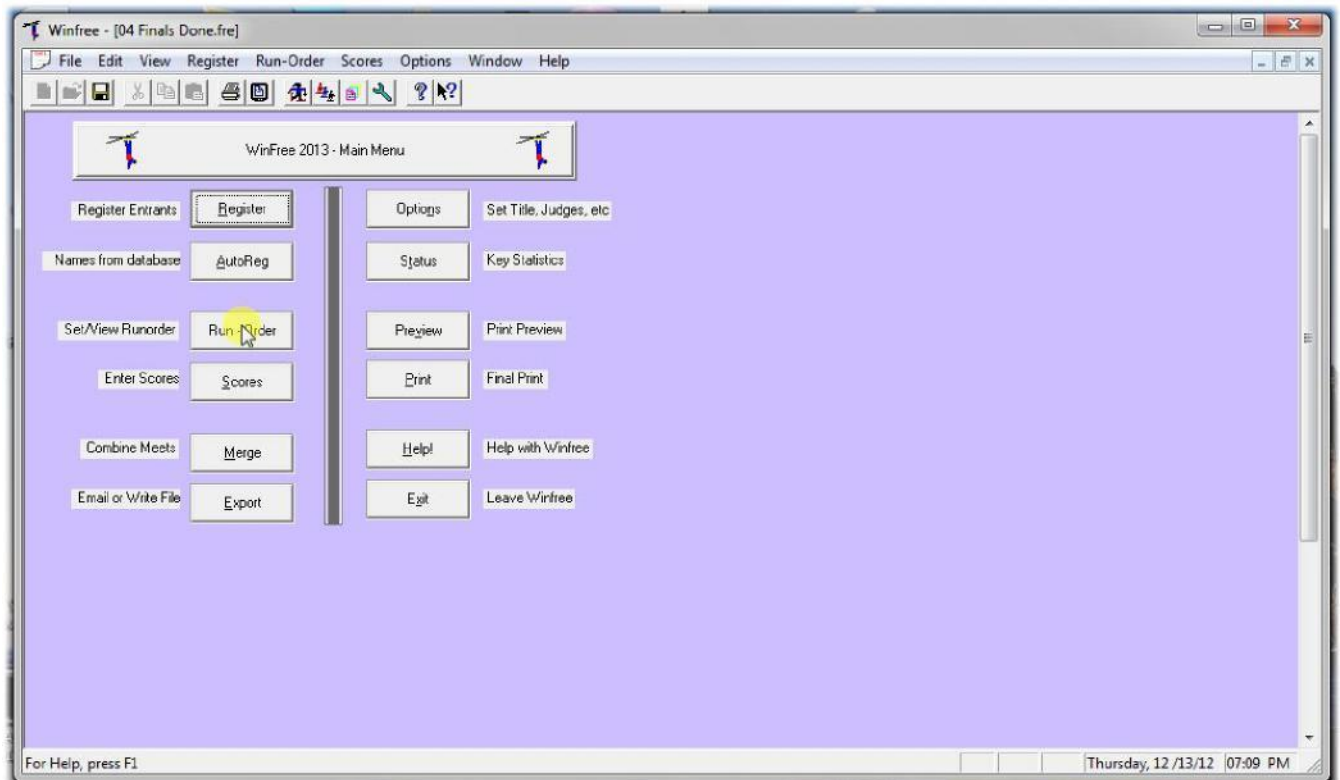 Winfree - [04 Finals Done.fre]
File Edit View Register Run-Order Scores Options Window Help
WinFree 2013 - Main Menu
Register Entrants Register Options Set Title, Judges, etc
Names from database AutoReg Status Key Statistics
Set/View Runorder Run - Order Preview Print Preview
Enter Scores Scores Print Final Print
Combine Meets Merge Help! Help with Winfree
Email or Write File Export Exit Leave Winfree
For Help, press F1 Thursday, 12 /13/12 07:09 PM